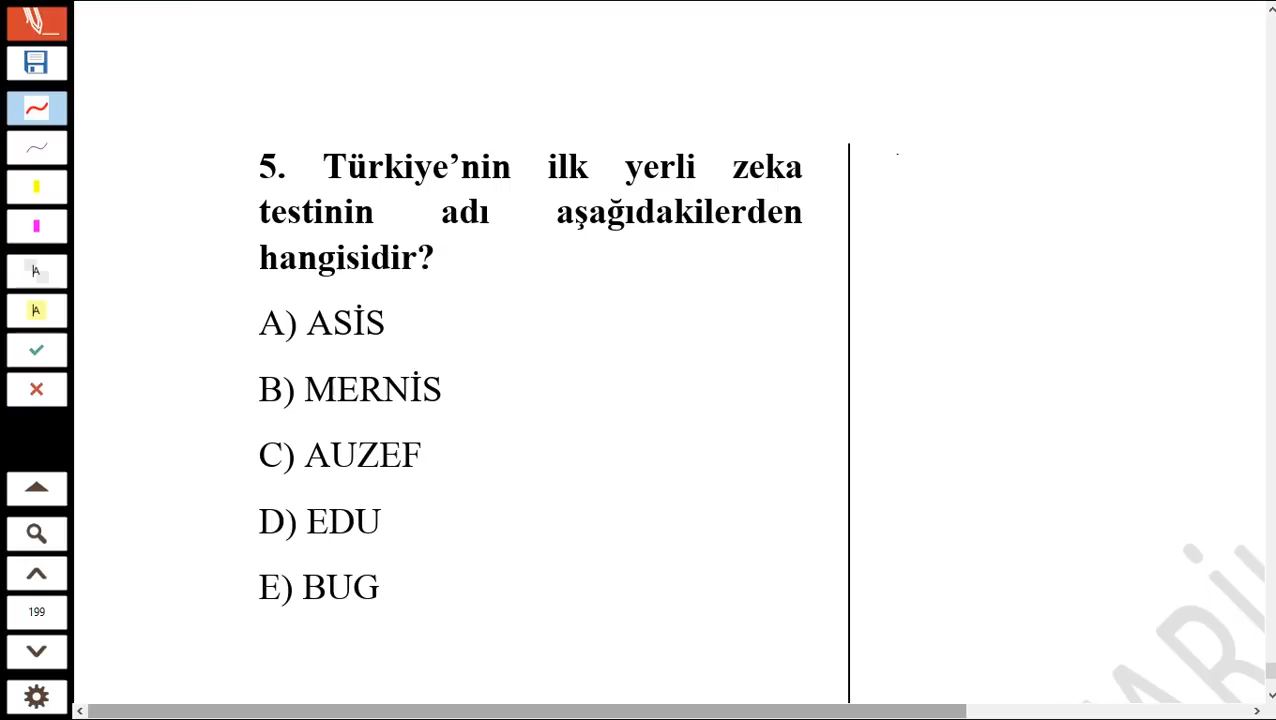 5. Türkiye’nin ilk yerli zeka
testinin adı aşağıdakilerden
hangisidir?
A) ASİS
B) MERNİS
C) AUZEF
D) EDU
E) BUG
199